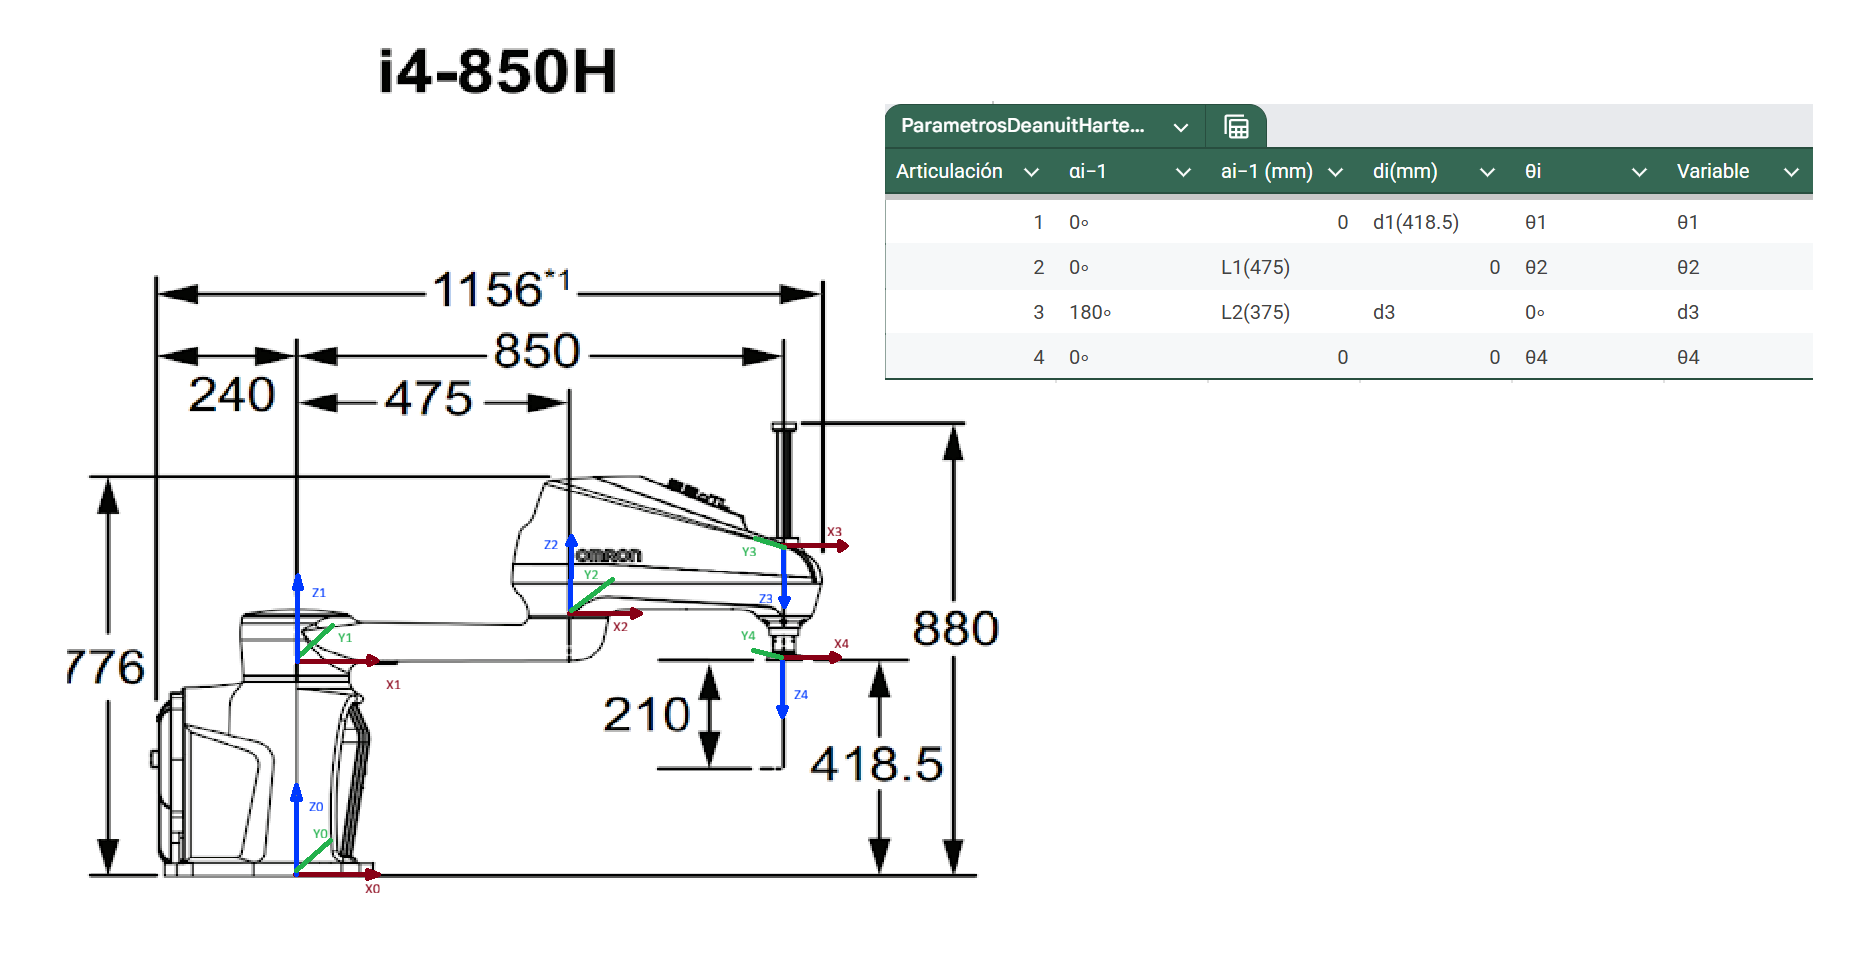 i4-850H
ParametrosDeanuitHarte...
Articulación αi−1 ai−1 (mm) di(mm) θi Variable
1 0∘ 0 d1(418.5) θ1 θ1
2 0∘ L1(475) 0 θ2 θ2
3 180∘ L2(375) d3 0∘ d3
4 0∘ 0 0 θ4 θ4
1156*1
850
240
475
X3
Z2
Y3
OMRON
Y2
Z1
Z3
X2
880
Y1
Y4
X4
776
X1
Z4
210
418.5
Z0
Y0
X0